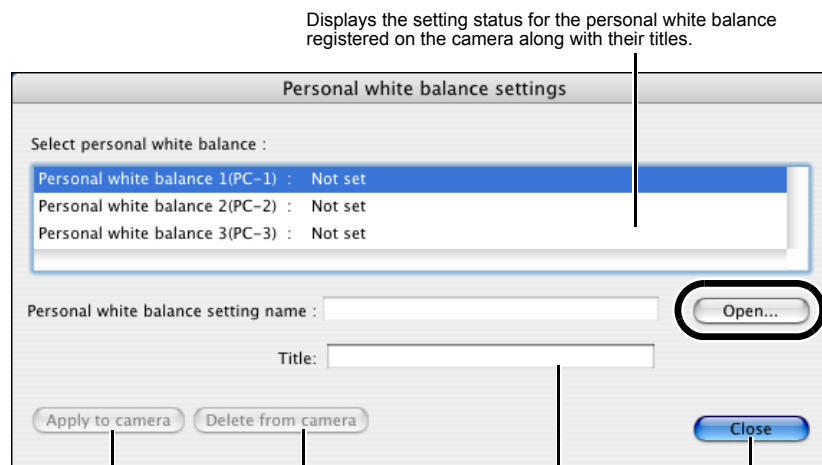 Displays the setting status for the personal white balance
registered on the camera along with their titles.
Personal white balance settings
Select personal white balance :
Personal white balance 1(PC-1) : Not set
Personal white balance 2(PC-2) : Not set
Personal white balance 3(PC-3) : Not set
Personal white balance setting name :
Open...
Title:
Apply to camera
Delete from camera
Close